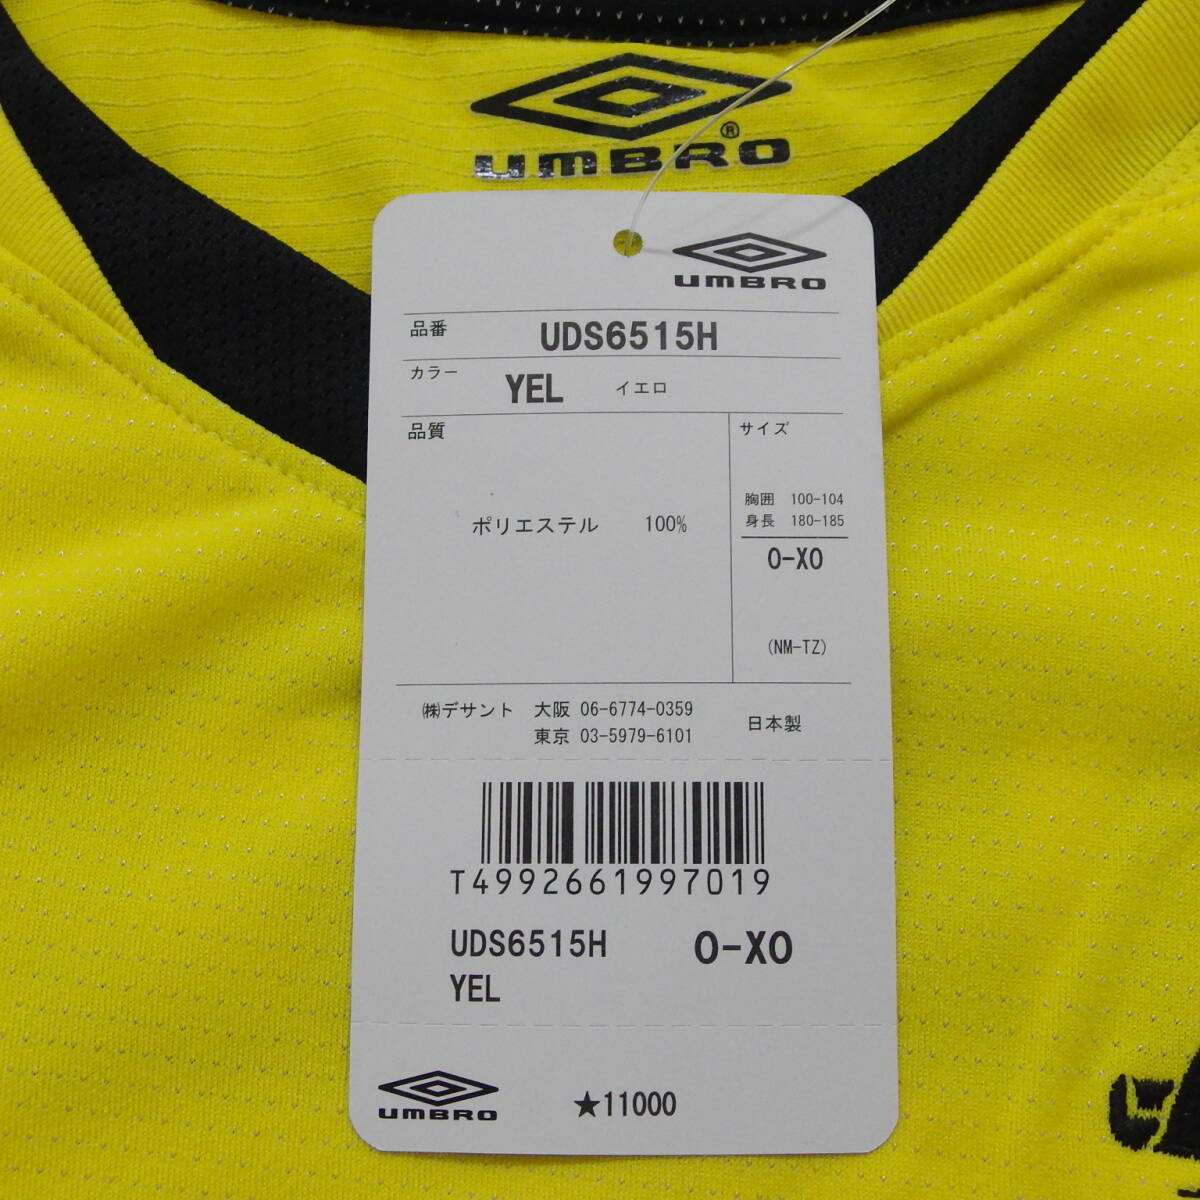 UMBRO®
UMBRO
品番 UDS6515H
カラー YEL イエロ
品質
ポリエステル 100%
サイズ
胸囲 100-104
身長 180-185
O-XO
(NM-TZ)
㈱デサント 大阪 06-6774-0359
東京 03-5979-6101
日本製
T4992661997019
UDS6515H O-XO
YEL
UMBRO ★11000